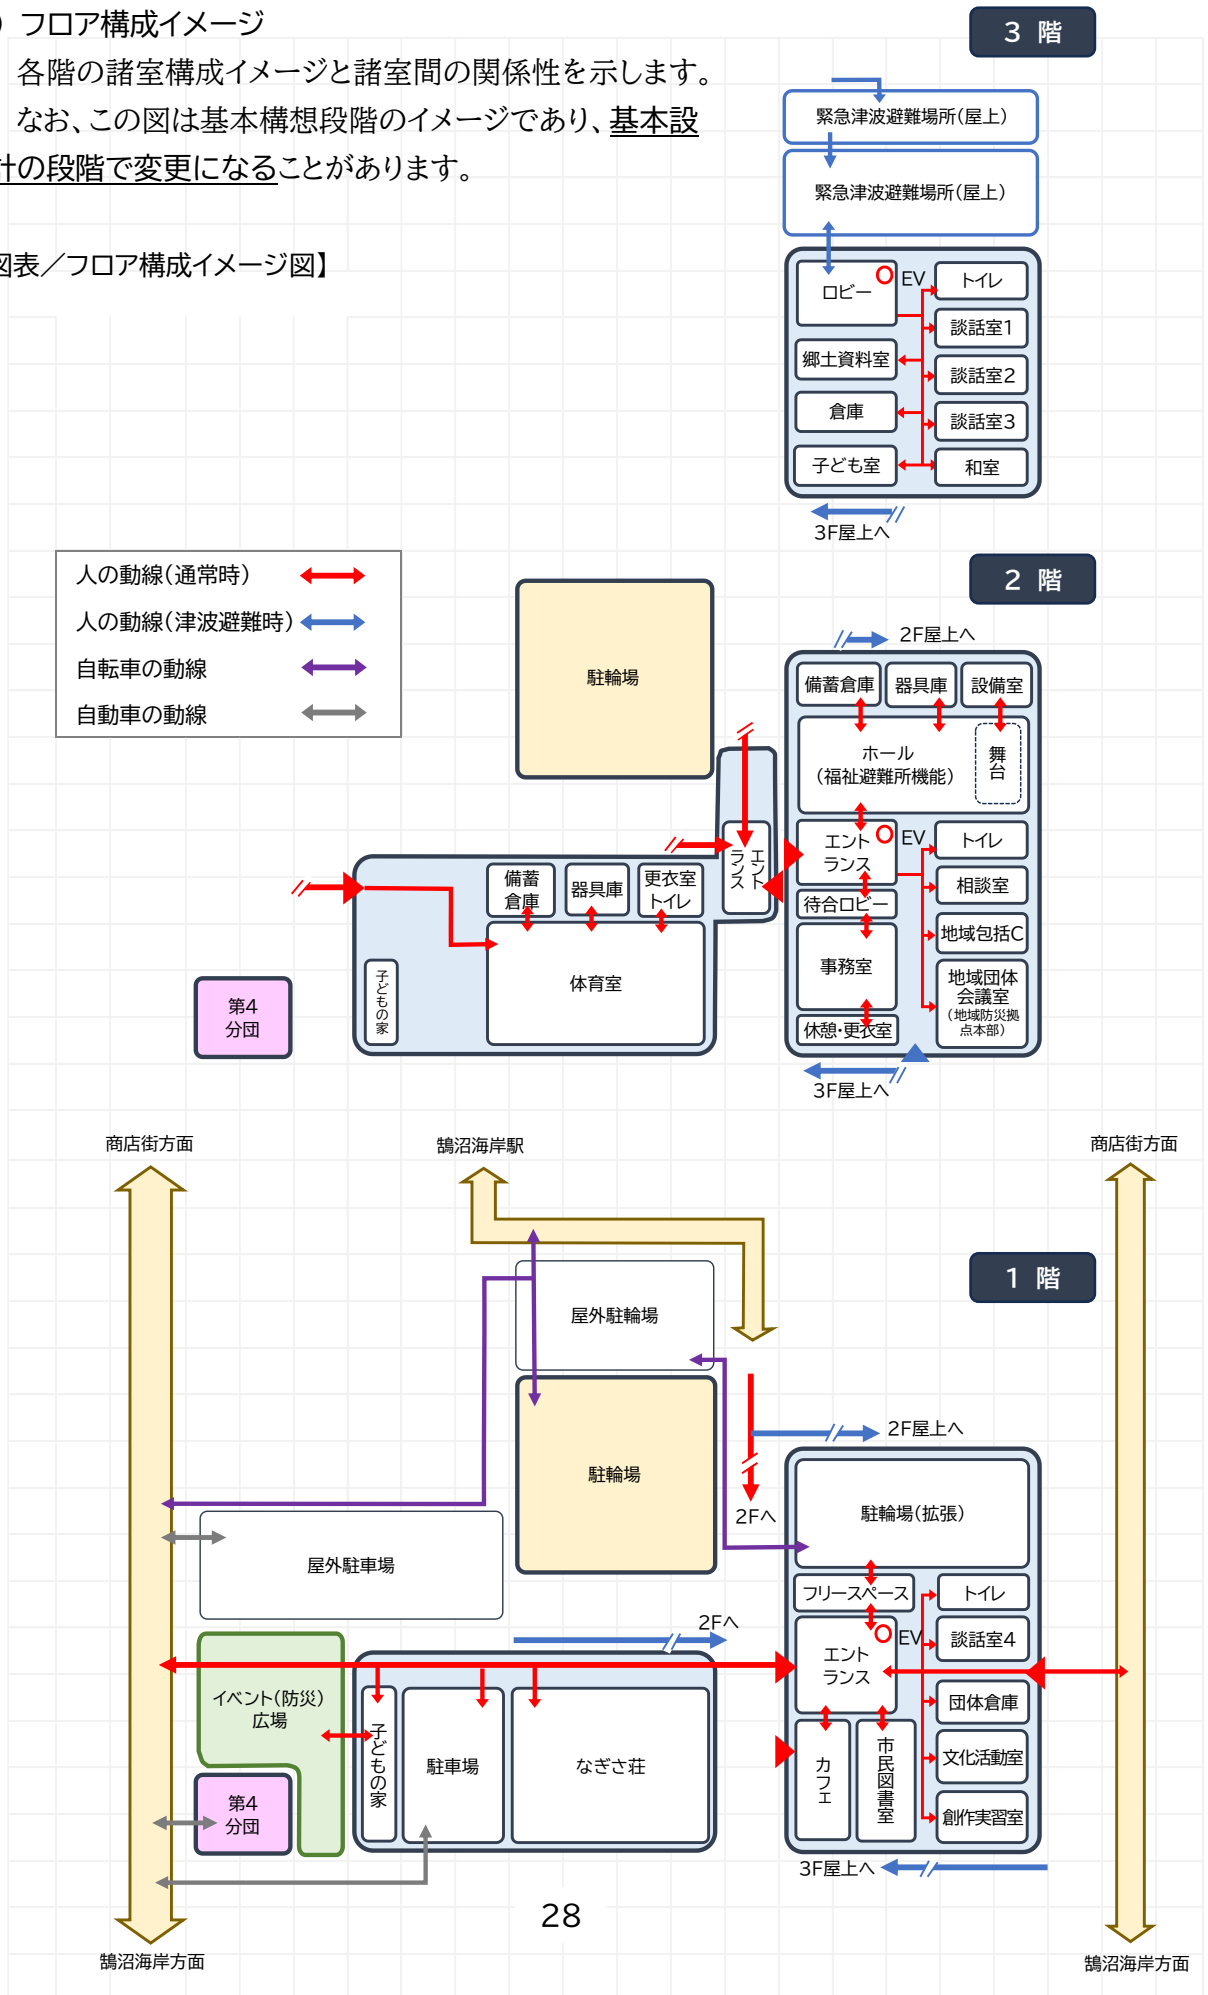 ) フロア構成イメージ
各階の諸室構成イメージと諸室間の関係性を示します。
なお、この図は基本構想段階のイメージであり、基本設
計の段階で変更になることがあります。
図表／フロア構成イメージ図】
3 階
緊急津波避難場所(屋上)
緊急津波避難場所(屋上)
ロビー
EV
トイレ
談話室1
郷土資料室
談話室2
倉庫
談話室3
子ども室
和室
3F屋上へ
人の動線(通常時)
人の動線(津波避難時)
自転車の動線
自動車の動線
2 階
2F屋上へ
駐輪場
備蓄倉庫
器具庫
設備室
ホール
(福祉避難所機能)
舞台
エント
ランス
EV
トイレ
相談室
待合ロビー
地域包括C
事務室
地域団体
会議室
(地域防災拠
点本部)
休憩・更衣室
3F屋上へ
エント
ランス
備蓄
倉庫
器具庫
更衣室
トイレ
体育室
子どもの家
第4
分団
商店街方面
鵠沼海岸駅
商店街方面
1 階
屋外駐輪場
駐輪場
2F屋上へ
2Fへ
駐輪場(拡張)
屋外駐車場
フリースペース
トイレ
2Fへ
エント
ランス
EV
談話室4
団体倉庫
イベント(防災)
広場
子どもの家
駐車場
なぎさ荘
カフェ
市民図書室
文化活動室
創作実習室
第4
分団
3F屋上へ
28
鵠沼海岸方面
鵠沼海岸方面